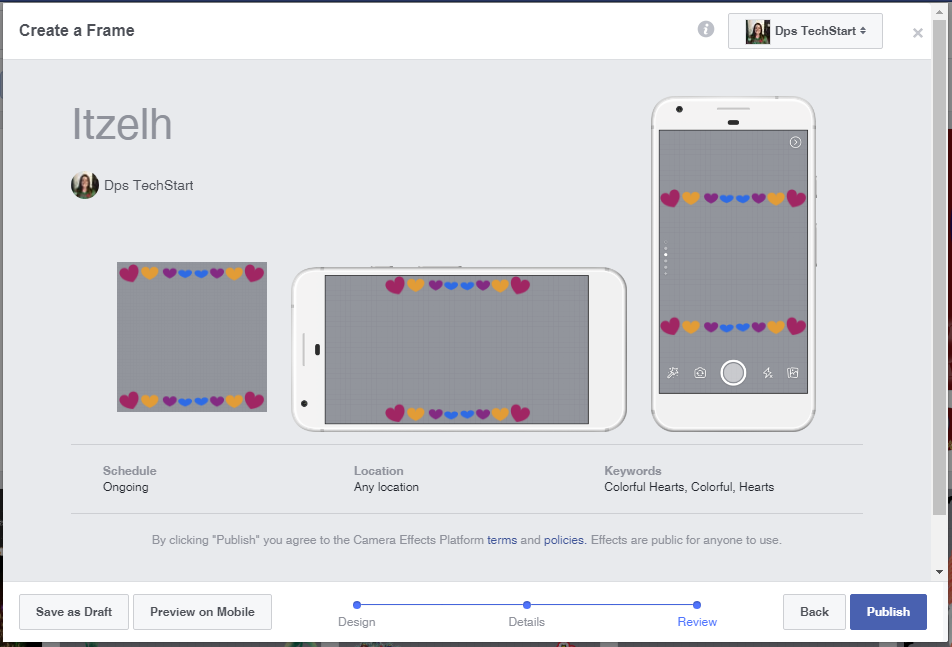 Create a Frame
Dps TechStart
Itzelh
Dps TechStart
Schedule
Ongoing
Location
Any location
Keywords
Colorful Hearts, Colorful, Hearts
By clicking "Publish" you agree to the Camera Effects Platform terms and policies. Effects are public for anyone to use.
Save as Draft
Preview on Mobile
Design
Details
Review
Back
Publish